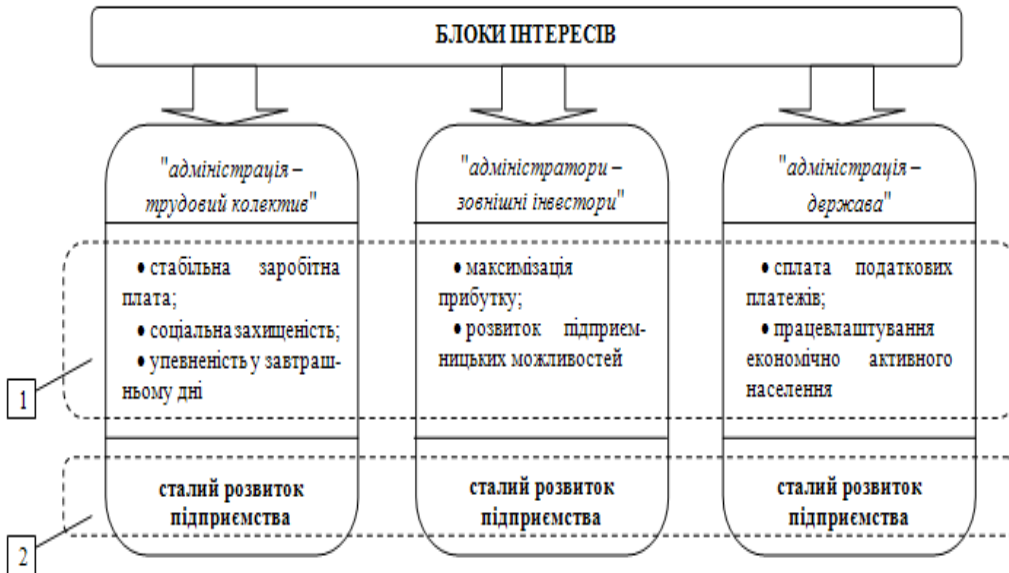 БЛОКИ ІНТЕРЕСІВ
"адміністрація –
трудовий колектив"
• стабільна заробітна
плата;
• соціальна захищеність;
• упевненість у завтраш-
ньому дні
сталий розвиток
підприємства
"адміністратори –
зовнішні інвестори"
• максимізація
прибутку;
• розвиток підприєм-
ницьких можливостей
сталий розвиток
підприємства
"адміністрація -
держава"
• сплата податкових
платежів;
• працевлаштування
економічно активного
населення
сталий розвиток
підприємства
1
2